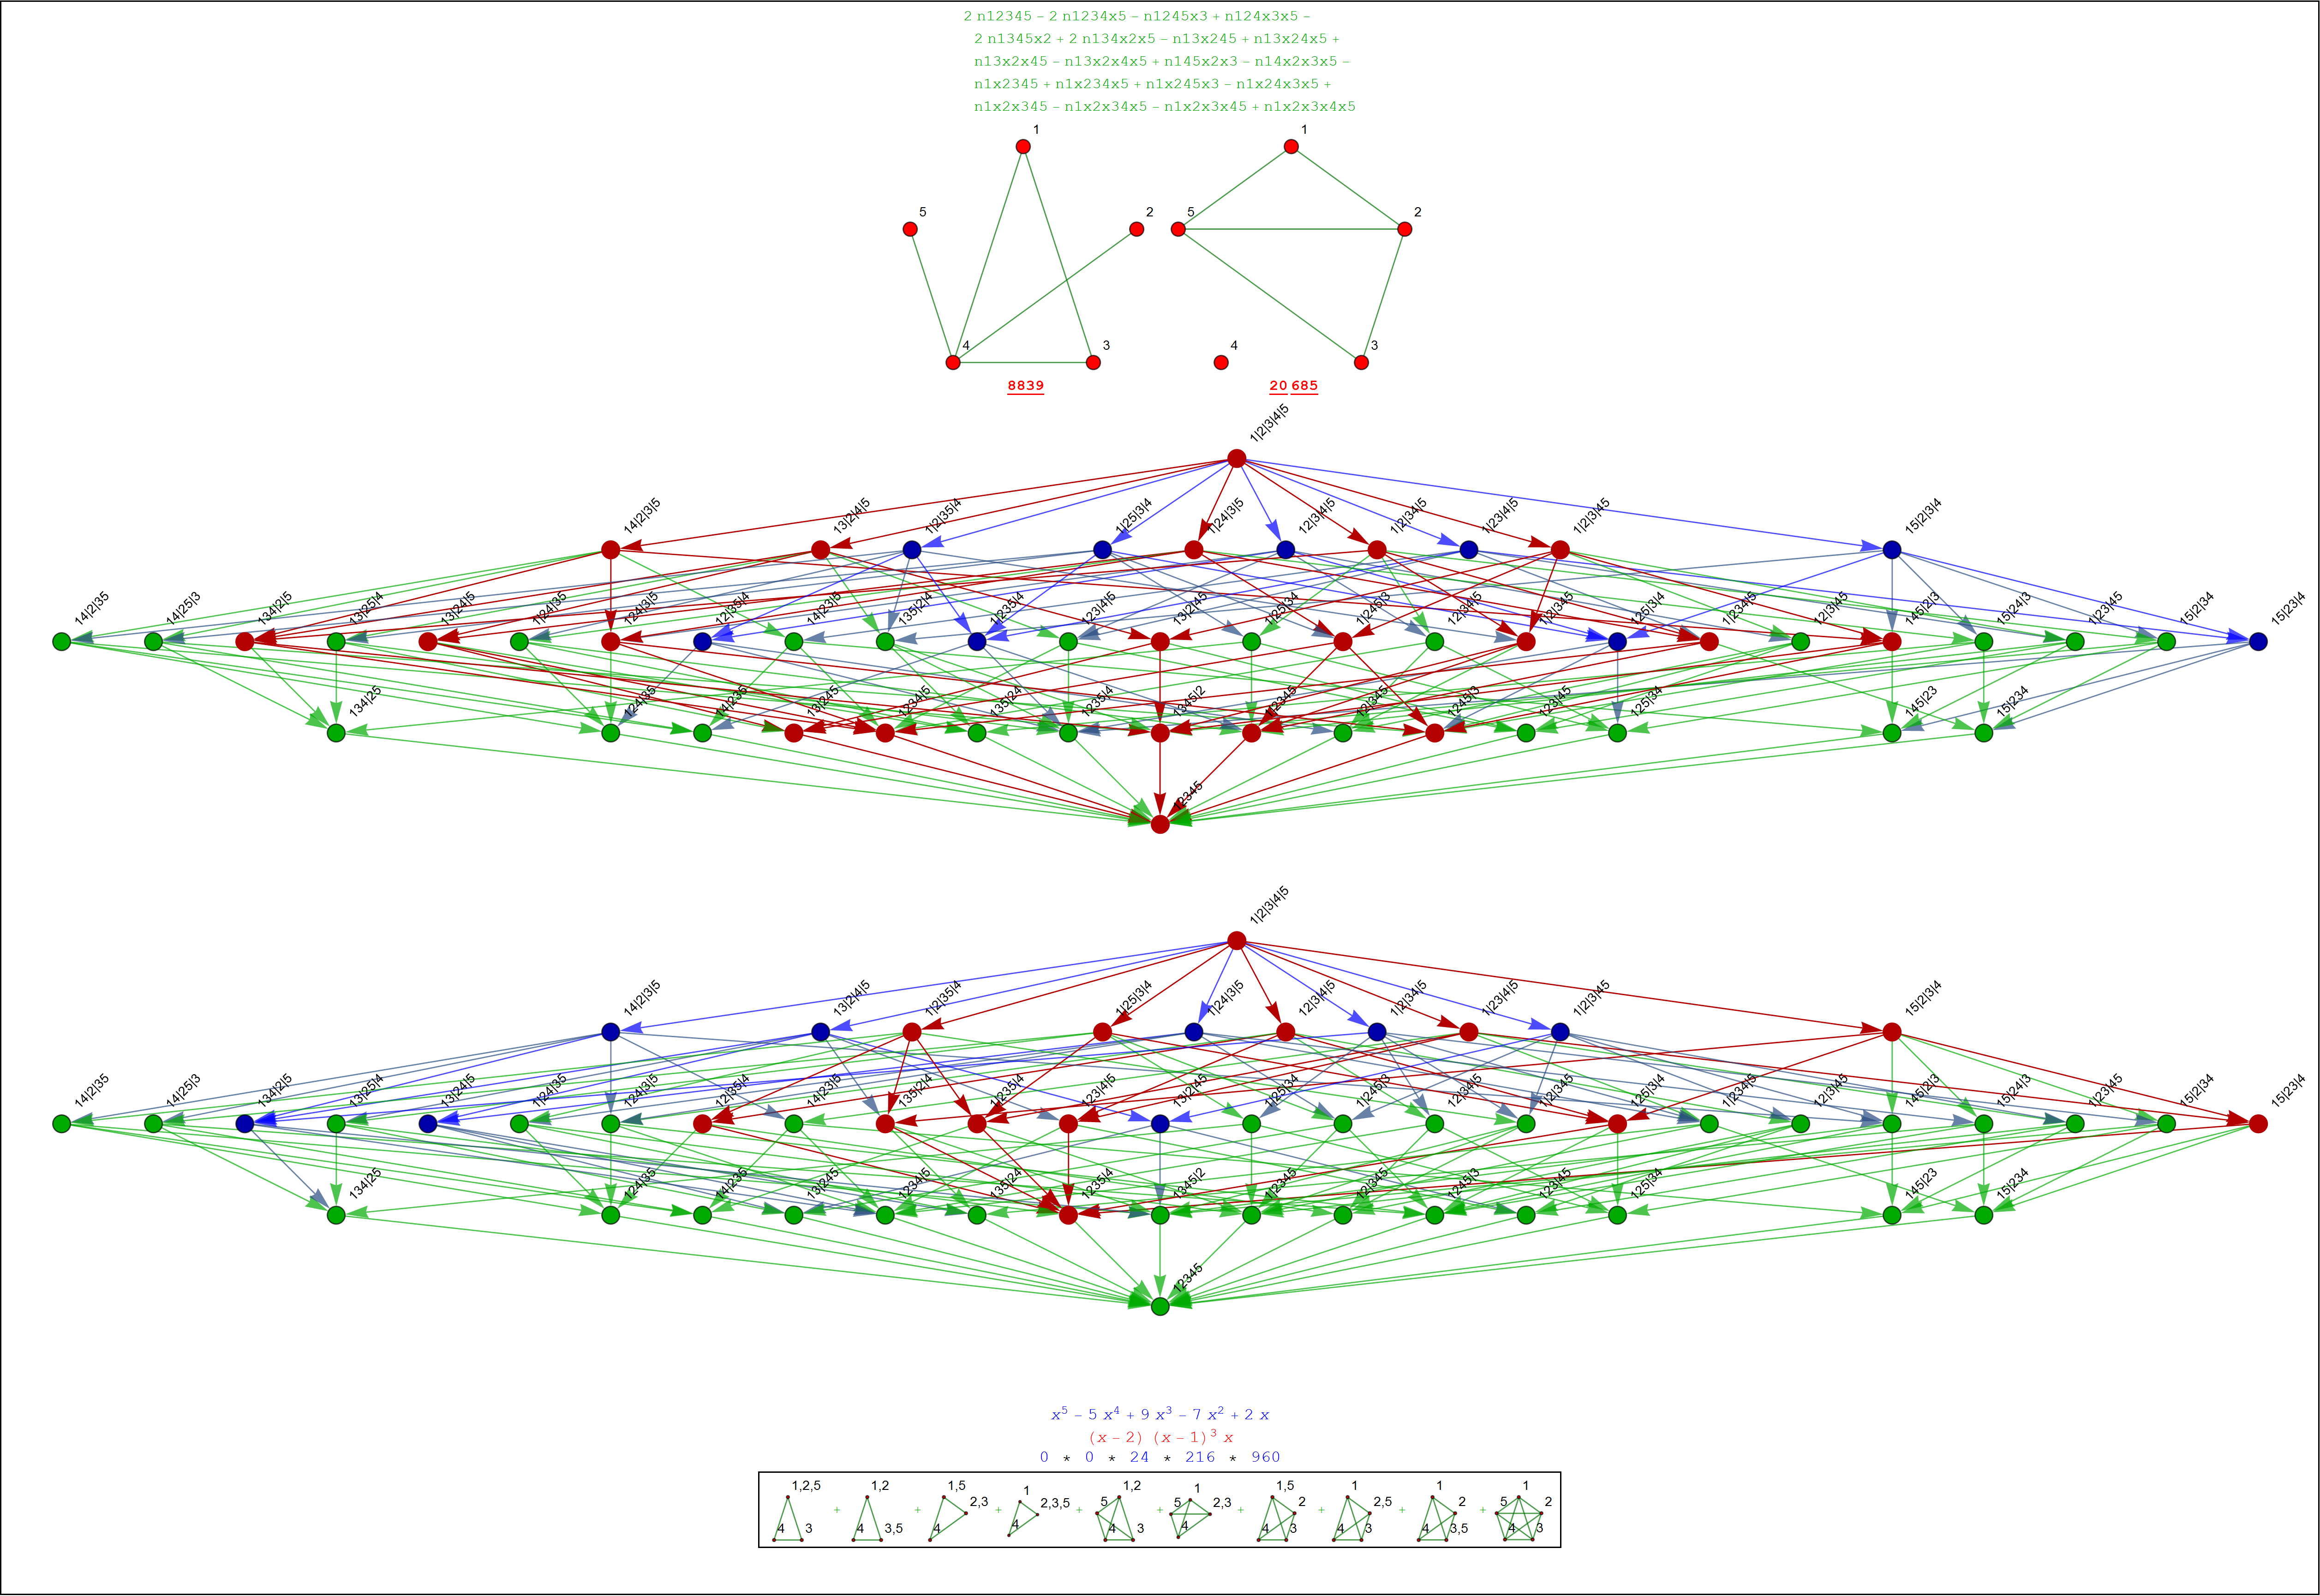 2 n12345 − 2 n1234x5 − n1245x3 + n124x3x5 −
2 n1345x2 + 2 n134x2x5 − n13x245 + n13x24x5 +
n13x2x45 − n13x2x4x5 + n145x2x3 − n14x2x3x5 −
n1x2345 + n1x234x5 + n1x245x3 − n1x24x3x5 +
n1x2x345 − n1x2x34x5 − n1x2x3x45 + n1x2x3x4x5
1 1
5 2 5 2
4 3 4 3
8839 20 685
1|2|3|4|5
14|2|3|5 13|2|4|5 1|2|35|4 1|25|3|4 1|24|3|5 12|3|4|5 1|2|34|5 1|23|4|5 1|2|3|45 15|2|3|4
14|2|35 14|25|3 134|2|5 13|25|4 13|24|5 1|24|35 124|3|5 12|35|4 14|23|5 135|2|4 1|235|4 123|4|5 13|2|45 1|25|34 1|245|3 12|34|5 1|2|345 125|3|4 1|234|5 12|3|45 145|2|3 15|24|3 1|23|45 15|2|34 15|23|4
134|25 124|35 14|235 13|245 1234|5 135|24 1235|4 1345|2 1|2345 12|345 1245|3 123|45 125|34 145|23 15|234
12345
1|2|3|4|5
14|2|3|5 13|2|4|5 1|2|35|4 1|25|3|4 1|24|3|5 12|3|4|5 1|2|34|5 1|23|4|5 1|2|3|45 15|2|3|4
14|2|35 14|25|3 134|2|5 13|25|4 13|24|5 1|24|35 124|3|5 12|35|4 14|23|5 135|2|4 1|235|4 123|4|5 13|2|45 1|25|34 1|245|3 12|34|5 1|2|345 125|3|4 1|234|5 12|3|45 145|2|3 15|24|3 1|23|45 15|2|34 15|23|4
134|25 124|35 14|235 13|245 1234|5 135|24 1235|4 1345|2 1|2345 12|345 1245|3 123|45 125|34 145|23 15|234
12345
x⁵ − 5 x⁴ + 9 x³ − 7 x² + 2 x
(x − 2) (x − 1)³ x
0 * 0 * 24 * 216 * 960
1,2,5 4 3 + 1,2 4 3,5 + 1,5 2,3 4 + 1 2,3,5 4 + 1,2 5 4 3 + 1 5 2,3 4 + 1,5 2 4 3 + 1 2,5 4 3 + 1 2 4 3,5 + 1 5 2 4 3